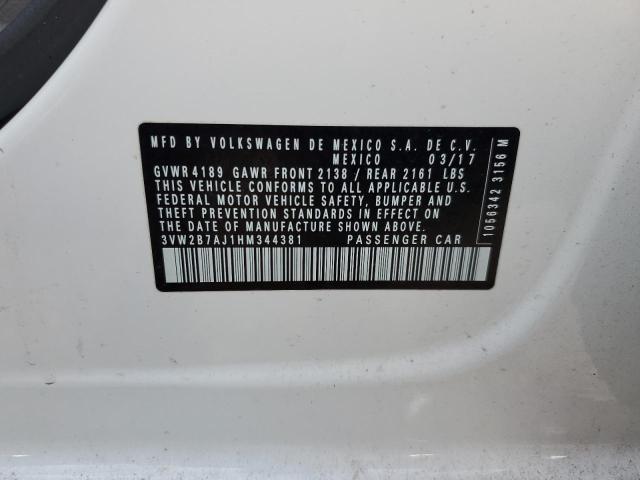 MFD BY VOLKSWAGEN DE MEXICO S.A. DE C.V.
MEXICO 03/17
GVWR 4189 GAWR FRONT 2138 / REAR 2161 LBS
THIS VEHICLE CONFORMS TO ALL APPLICABLE U.S.
FEDERAL MOTOR VEHICLE SAFETY, BUMPER AND
THEFT PREVENTION STANDARDS IN EFFECT ON
THE DATE OF MANUFACTURE SHOWN ABOVE.
3VW2B7AJ1HM344381 PASSENGER CAR
1056342 3156 M